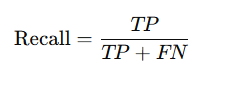 Recall = TP / TP + FN